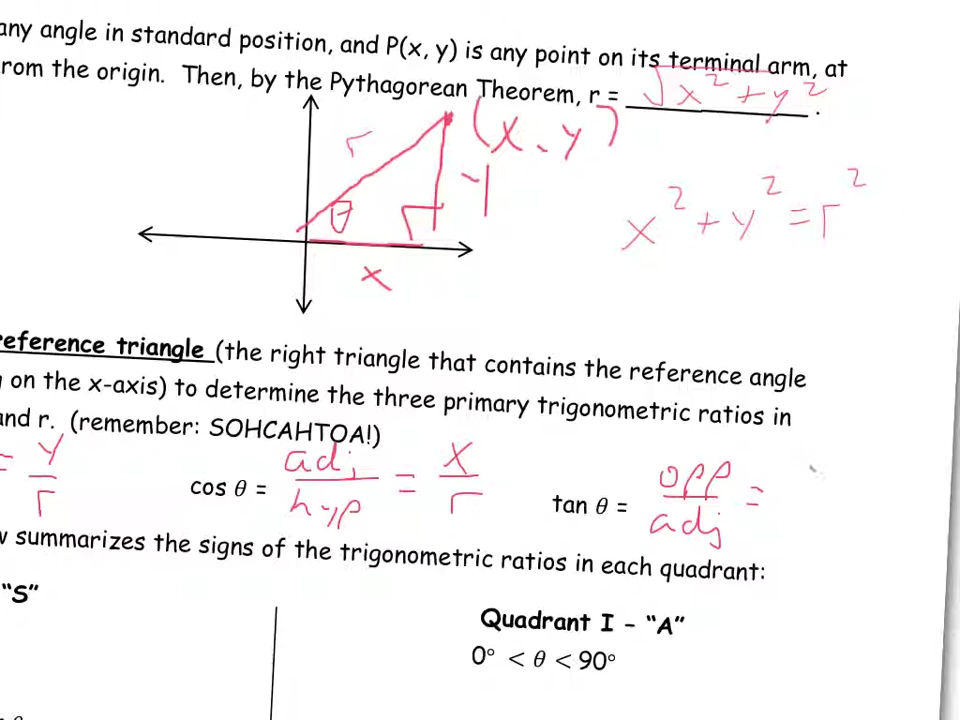 any angle in standard position, and P(x, y) is any point on its terminal arm, at
rom the origin. Then, by the Pythagorean Theorem, r = √x² + y² .
r
(x, y)
θ
y
x
x² + y² = r²
reference triangle (the right triangle that contains the reference angle
on the x-axis) to determine the three primary trigonometric ratios in
and r. (remember: SOHCAHTOA!)
= y/r cos θ = adj/hyp = x/r tan θ = opp/adj =
w summarizes the signs of the trigonometric ratios in each quadrant:
"S"
Quadrant I - "A"
0° < θ < 90°